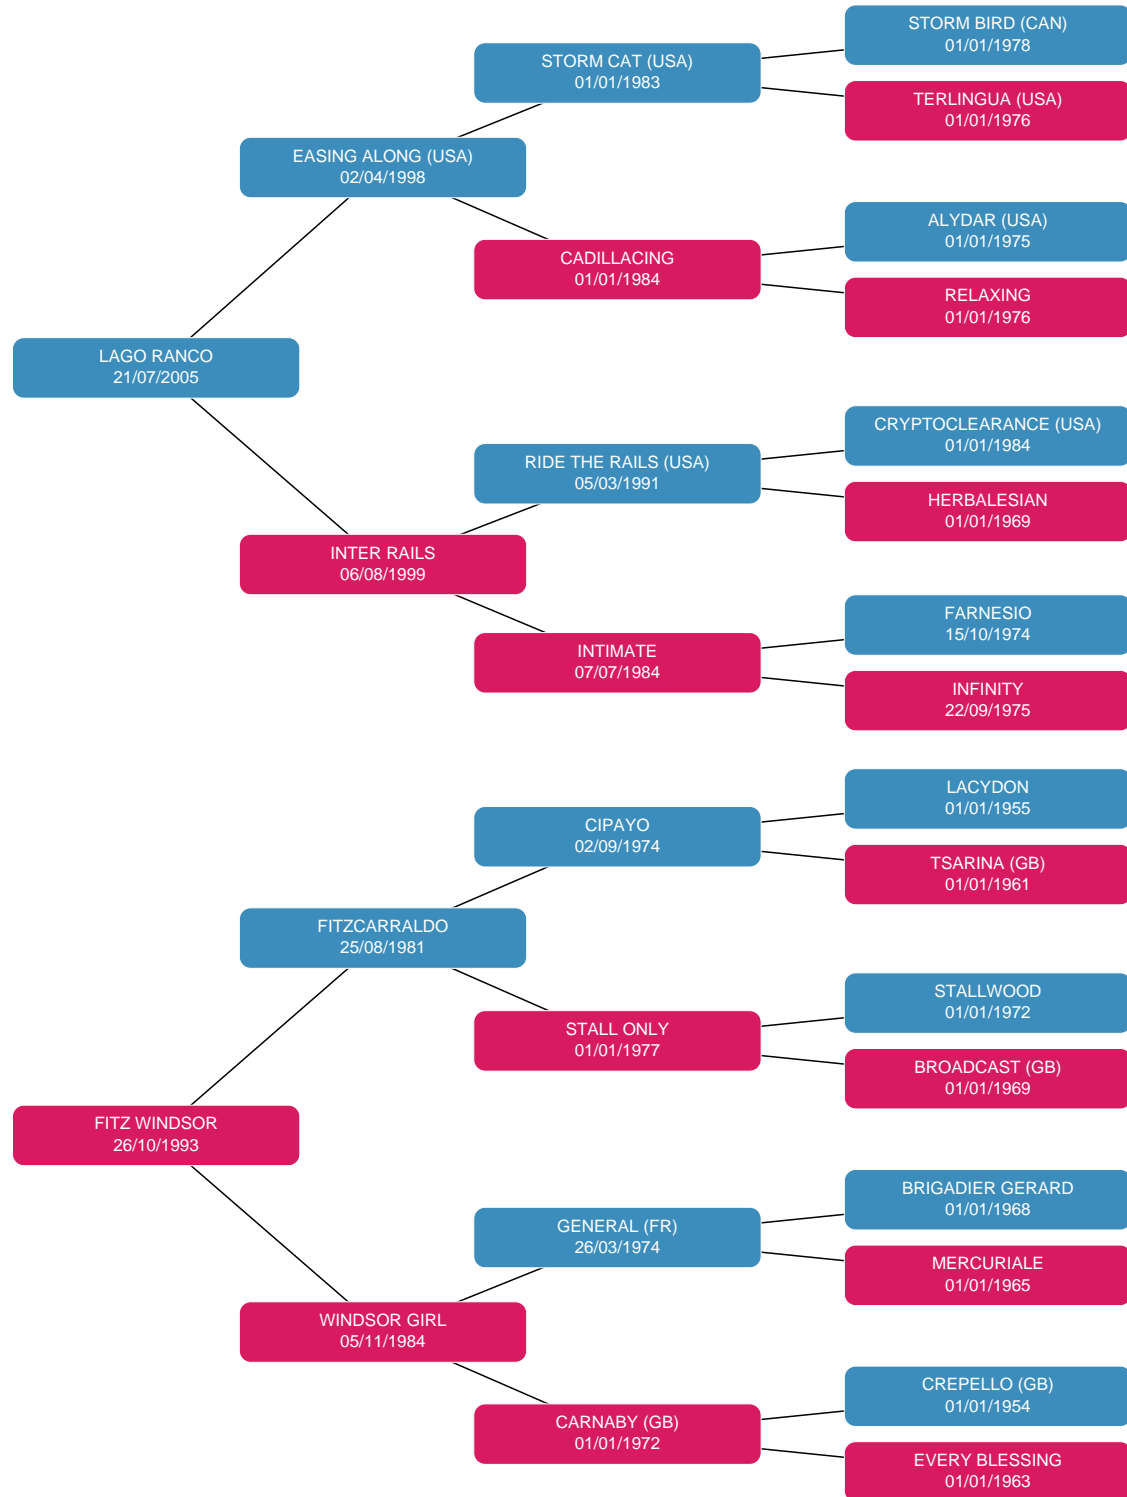 STORM BIRD (CAN)
01/01/1978
STORM CAT (USA)
01/01/1983
TERLINGUA (USA)
01/01/1976
EASING ALONG (USA)
02/04/1998
ALYDAR (USA)
01/01/1975
CADILLACING
01/01/1984
RELAXING
01/01/1976
LAGO RANCO
21/07/2005
CRYPTOCLEARANCE (USA)
01/01/1984
RIDE THE RAILS (USA)
05/03/1991
HERBALESIAN
01/01/1969
INTER RAILS
06/08/1999
FARNESIO
15/10/1974
INTIMATE
07/07/1984
INFINITY
22/09/1975
LACYDON
01/01/1955
CIPAYO
02/09/1974
TSARINA (GB)
01/01/1961
FITZCARRALDO
25/08/1981
STALLWOOD
01/01/1972
STALL ONLY
01/01/1977
BROADCAST (GB)
01/01/1969
FITZ WINDSOR
26/10/1993
BRIGADIER GERARD
01/01/1968
GENERAL (FR)
26/03/1974
MERCURIALE
01/01/1965
WINDSOR GIRL
05/11/1984
CREPELLO (GB)
01/01/1954
CARNABY (GB)
01/01/1972
EVERY BLESSING
01/01/1963